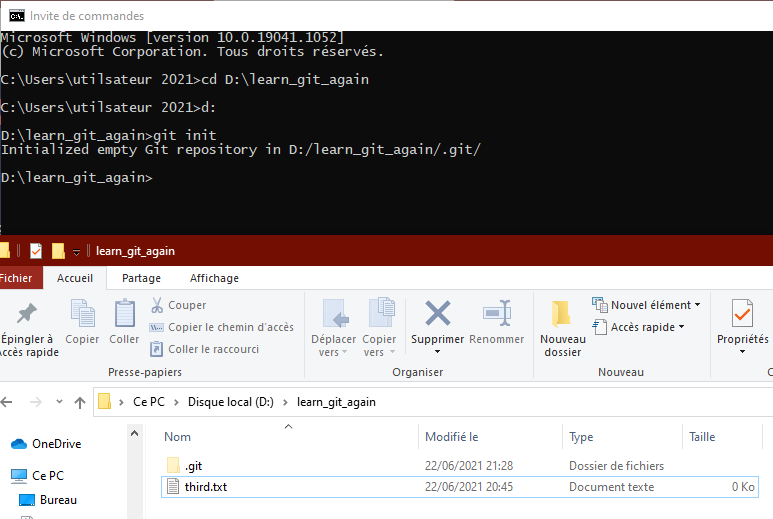 Invite de commandes
Microsoft Windows [version 10.0.19041.1052]
(c) Microsoft Corporation. Tous droits réservés.
C:\Users\utilsateur 2021>cd D:\learn_git_again
C:\Users\utilsateur 2021>d:
D:\learn_git_again>git init
Initialized empty Git repository in D:/learn_git_again/.git/
D:\learn_git_again>
learn_git_again
Fichier Accueil Partage Affichage
Épingler à Accès rapide
Copier
Coller
Couper
Copier le chemin d'accès
Coller le raccourci
Déplacer vers
Copier vers
Supprimer
Renommer
Nouveau dossier
Nouvel élément
Accès rapide
Propriétés
Presse-papiers Organiser Nouveau
Ce PC > Disque local (D:) > learn_git_again
OneDrive
Ce PC
Bureau
Nom Modifié le Type Taille
.git 22/06/2021 21:28 Dossier de fichiers
third.txt 22/06/2021 20:45 Document texte 0 Ko